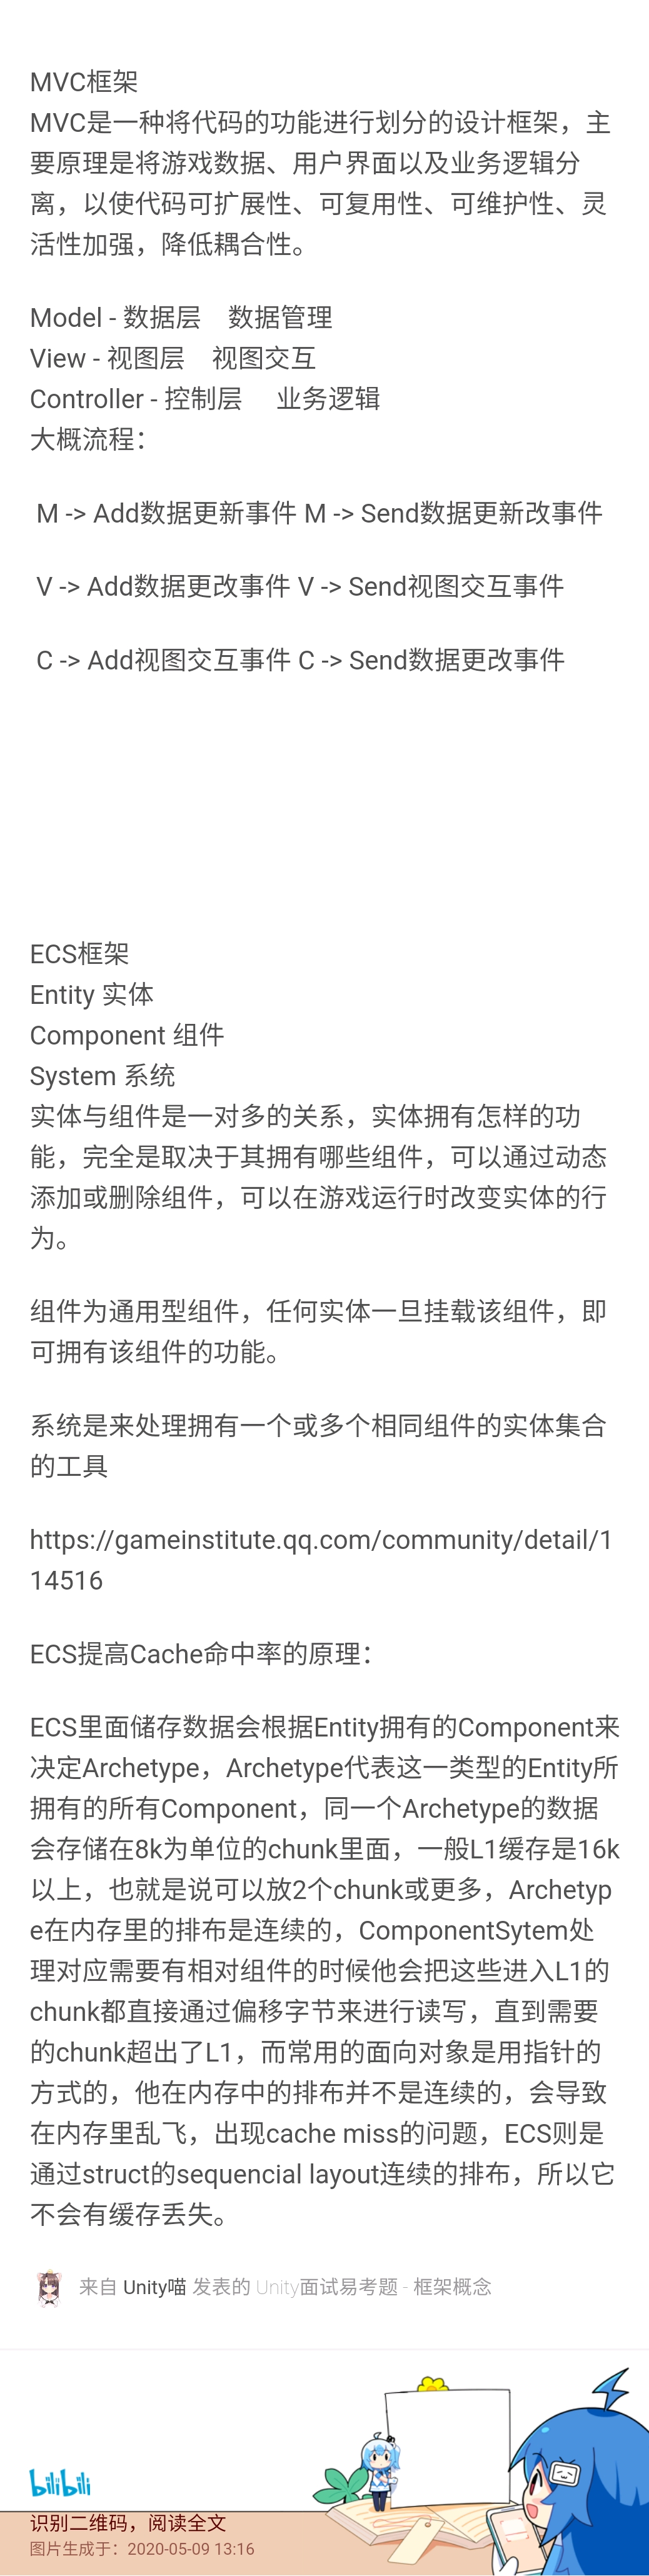 MVC框架
MVC是一种将代码的功能进行划分的设计框架，主
要原理是将游戏数据、用户界面以及业务逻辑分
离，以使代码可扩展性、可复用性、可维护性、灵
活性加强，降低耦合性。
Model - 数据层　数据管理
View - 视图层　视图交互
Controller - 控制层　 业务逻辑
大概流程：
M -> Add数据更新事件 M -> Send数据更新改事件
V -> Add数据更改事件 V -> Send视图交互事件
C -> Add视图交互事件 C -> Send数据更改事件
ECS框架
Entity 实体
Component 组件
System 系统
实体与组件是一对多的关系，实体拥有怎样的功
能，完全是取决于其拥有哪些组件，可以通过动态
添加或删除组件，可以在游戏运行时改变实体的行
为。
组件为通用型组件，任何实体一旦挂载该组件，即
可拥有该组件的功能。
系统是来处理拥有一个或多个相同组件的实体集合
的工具
https://gameinstitute.qq.com/community/detail/1
14516
ECS提高Cache命中率的原理：
ECS里面储存数据会根据Entity拥有的Component来
决定Archetype，Archetype代表这一类型的Entity所
拥有的所有Component，同一个Archetype的数据
会存储在8k为单位的chunk里面，一般L1缓存是16k
以上，也就是说可以放2个chunk或更多，Archetyp
e在内存里的排布是连续的，ComponentSytem处
理对应需要有相对组件的时候他会把这些进入L1的
chunk都直接通过偏移字节来进行读写，直到需要
的chunk超出了L1，而常用的面向对象是用指针的
方式的，他在内存中的排布并不是连续的，会导致
在内存里乱飞，出现cache miss的问题，ECS则是
通过struct的sequencial layout连续的排布，所以它
不会有缓存丢失。
来自 Unity喵 发表的 Unity面试易考题 - 框架概念
bilibili
识别二维码，阅读全文
图片生成于：2020-05-09 13:16